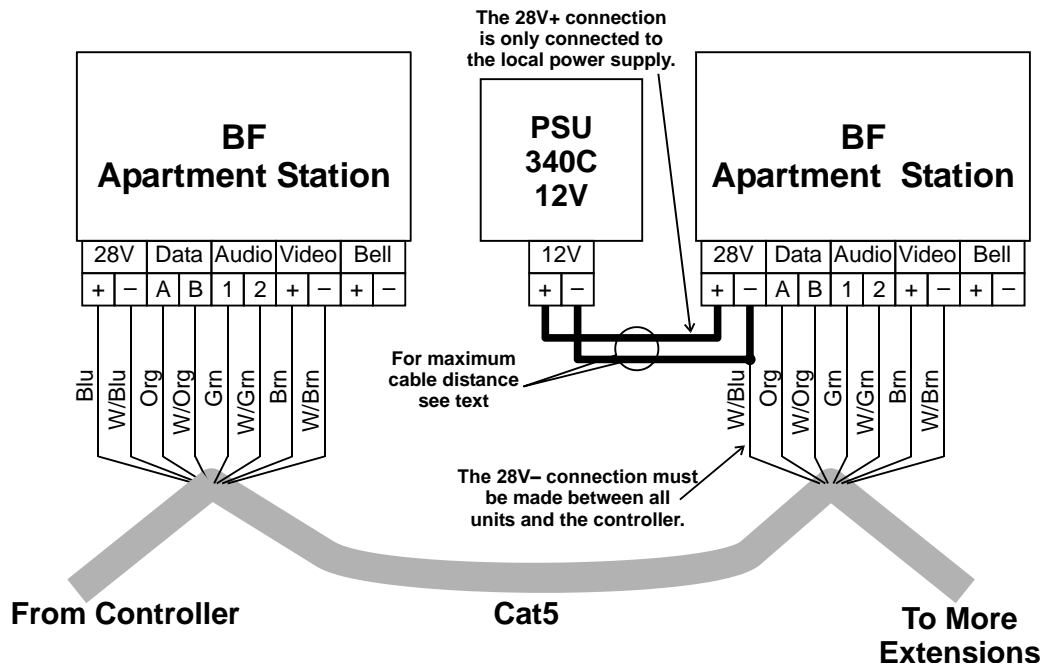 The 28V+ connection
is only connected to
the local power supply.
BF
Apartment Station
PSU
340C
12V
BF
Apartment Station
28V Data Audio Video Bell
+ – A B 1 2 + – + –
12V
+ –
28V Data Audio Video Bell
+ – A B 1 2 + – + –
Blu
W/Blu
Org
W/Org
Grn
W/Grn
Brn
W/Brn
For maximum
cable distance
see text
W/Blu
Org
W/Org
Grn
W/Grn
Brn
W/Brn
The 28V– connection must
be made between all
units and the controller.
From Controller
Cat5
To More
Extensions